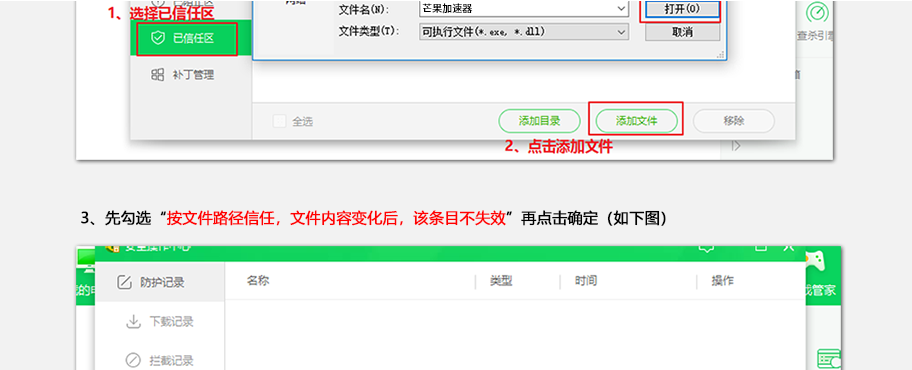 1、选择已信任区
文件名(N):
芒果加速器
打开(O)
文件类型(T):
可执行文件(*.exe, *.dll)
取消
已信任区
查杀引擎
补丁管理
全选
添加目录
添加文件
移除
2、点击添加文件
3、先勾选“按文件路径信任，文件内容变化后，该条目不失效”再点击确定（如下图）
防护记录
名称
类型
时间
操作
下载记录
拦截记录